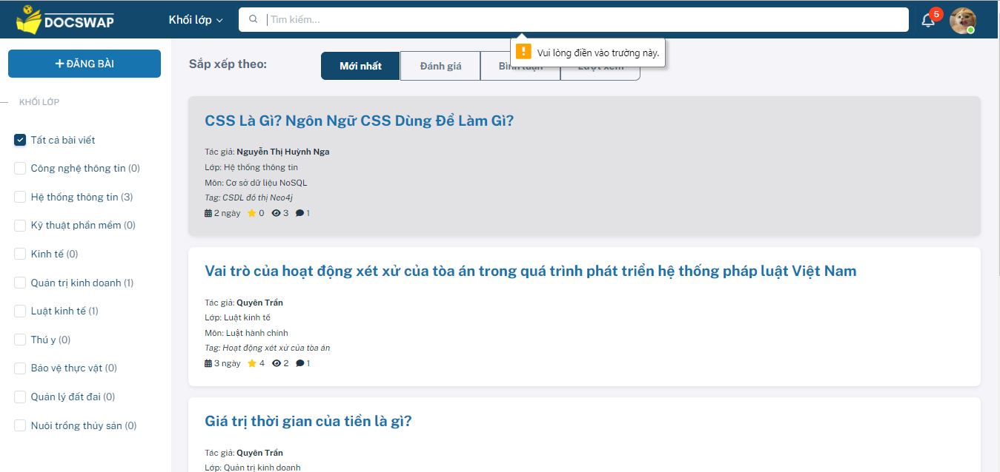 DOCSWAP
Khối lớp
Tìm kiếm...
5
Vui lòng điền vào trường này.
ĐĂNG BÀI
KHỐI LỚP
Tất cả bài viết
Công nghệ thông tin (0)
Hệ thống thông tin (3)
Kỹ thuật phần mềm (0)
Kinh tế (0)
Quản trị kinh doanh (1)
Luật kinh tế (1)
Thú y (0)
Bảo vệ thực vật (0)
Quản lý đất đai (0)
Nuôi trồng thủy sản (0)
Sắp xếp theo:
Mới nhất
Đánh giá
Bình luận
Lượt xem
CSS Là Gì? Ngôn Ngữ CSS Dùng Để Làm Gì?
Tác giả: Nguyễn Thị Huỳnh Nga
Lớp: Hệ thống thông tin
Môn: Cơ sở dữ liệu NoSQL
Tag: CSDL đồ thị Neo4j
2 ngày 0 3 1
Vai trò của hoạt động xét xử của tòa án trong quá trình phát triển hệ thống pháp luật Việt Nam
Tác giả: Quyên Trần
Lớp: Luật kinh tế
Môn: Luật hành chính
Tag: Hoạt động xét xử của tòa án
3 ngày 4 2 1
Giá trị thời gian của tiền là gì?
Tác giả: Quyên Trần
Lớp: Quản trị kinh doanh